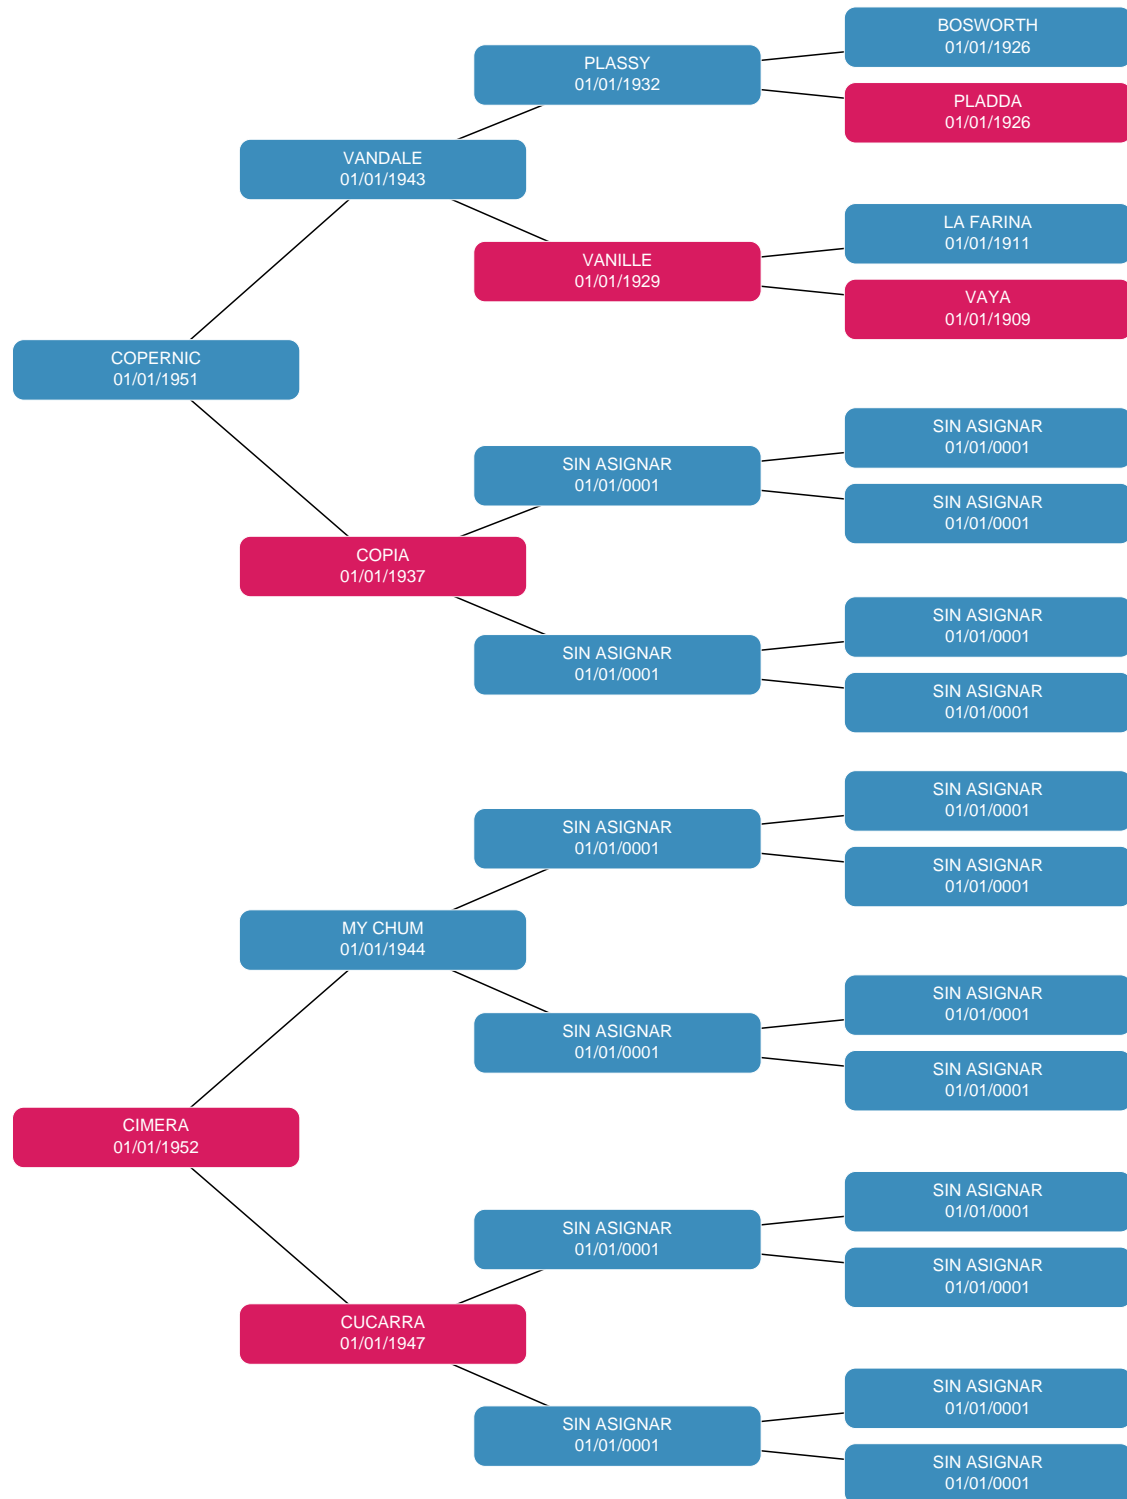 BOSWORTH
01/01/1926
PLASSY
01/01/1932
PLADDA
01/01/1926
VANDALE
01/01/1943
LA FARINA
01/01/1911
VANILLE
01/01/1929
VAYA
01/01/1909
COPERNIC
01/01/1951
SIN ASIGNAR
01/01/0001
SIN ASIGNAR
01/01/0001
SIN ASIGNAR
01/01/0001
COPIA
01/01/1937
SIN ASIGNAR
01/01/0001
SIN ASIGNAR
01/01/0001
SIN ASIGNAR
01/01/0001
SIN ASIGNAR
01/01/0001
SIN ASIGNAR
01/01/0001
SIN ASIGNAR
01/01/0001
MY CHUM
01/01/1944
SIN ASIGNAR
01/01/0001
SIN ASIGNAR
01/01/0001
SIN ASIGNAR
01/01/0001
CIMERA
01/01/1952
SIN ASIGNAR
01/01/0001
SIN ASIGNAR
01/01/0001
SIN ASIGNAR
01/01/0001
CUCARRA
01/01/1947
SIN ASIGNAR
01/01/0001
SIN ASIGNAR
01/01/0001
SIN ASIGNAR
01/01/0001